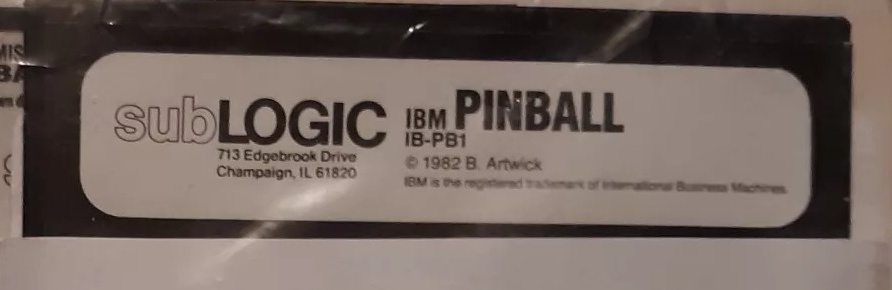 subLOGIC
713 Edgebrook Drive
Champaign, IL 61820
IBM PINBALL
IB-PB1
© 1982 B. Artwick
IBM is the registered trademark of International Business Machines.
MIS